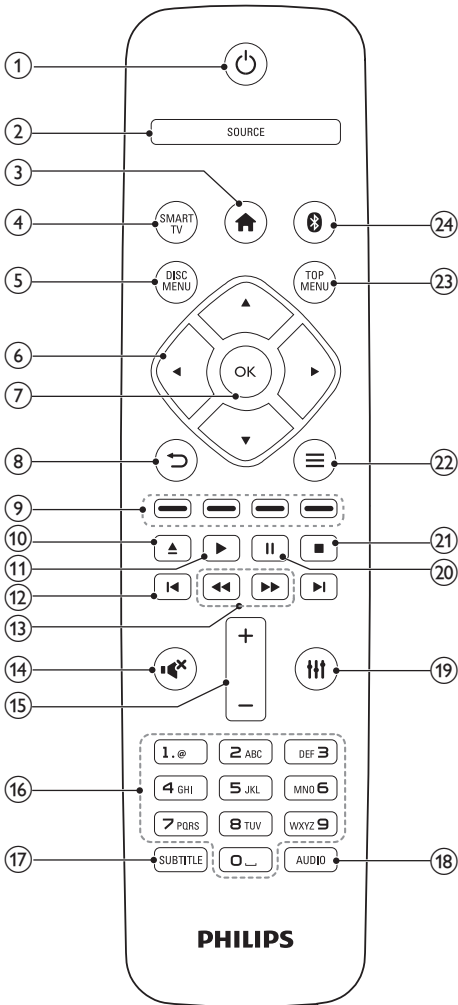 ①
② SOURCE
③
④ SMART TV ㉔
⑤ DISC MENU TOP MENU ㉓
⑥
⑦ OK
⑧ ㉒
⑨
⑩ ㉑
⑪ ⑳
⑫
⑬
⑭ + ⑲
⑮ −
1.@ 2 ABC DEF 3
⑯ 4 GHI 5 JKL MNO 6
7 PQRS 8 TUV WXYZ 9
⑰ SUBTITLE 0 AUDIO ⑱
PHILIPS